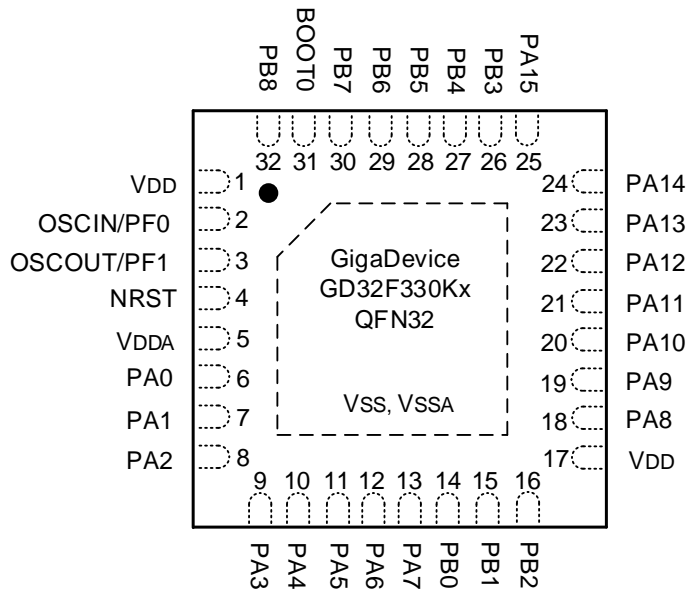 PB8
BOOT0
PB7
PB6
PB5
PB4
PB3
PA15
32 31 30 29 28 27 26 25
VDD 1
OSCIN/PF0 2
OSCOUT/PF1 3
NRST 4
VDDA 5
PA0 6
PA1 7
PA2 8
24 PA14
23 PA13
22 PA12
21 PA11
20 PA10
19 PA9
18 PA8
17 VDD
GigaDevice
GD32F330Kx
QFN32
VSS, VSSA
9 10 11 12 13 14 15 16
PA3
PA4
PA5
PA6
PA7
PB0
PB1
PB2